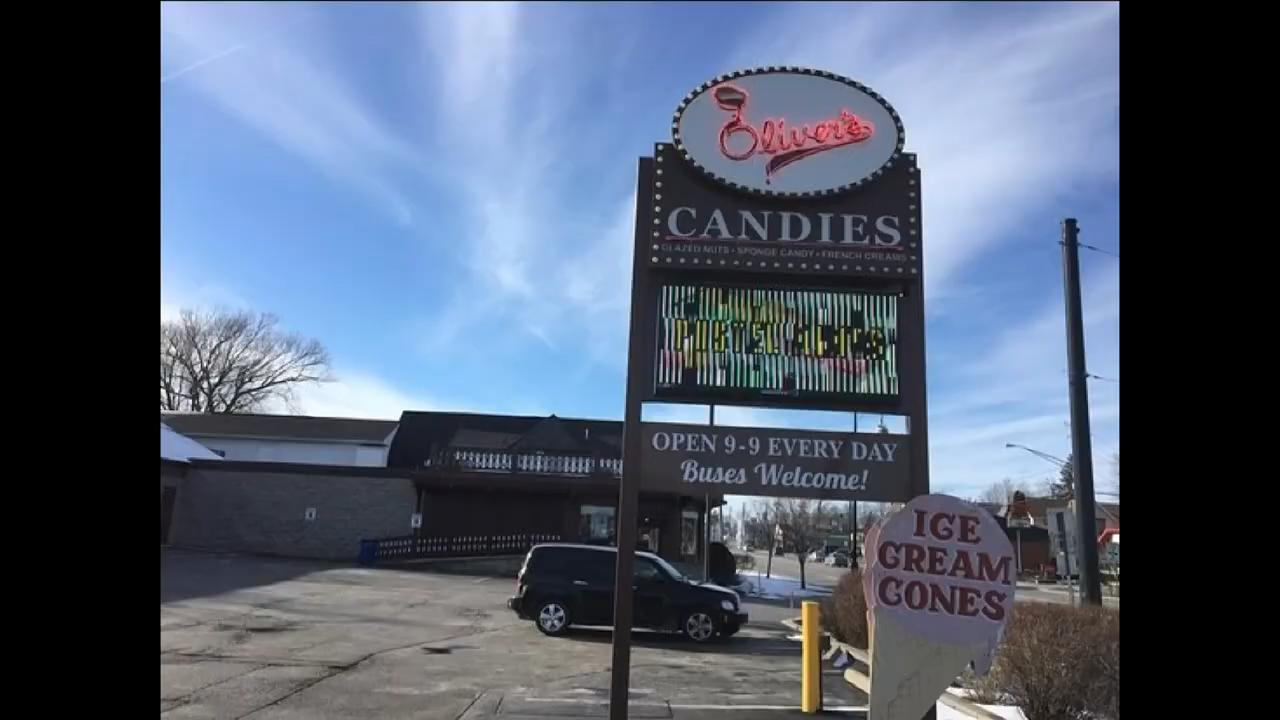 Oliver's
CANDIES
GLAZED NUTS • SPONGE CANDY • FRENCH CREAMS
OPEN 9-9 EVERY DAY
Buses Welcome!
ICE
CREAM
CONES